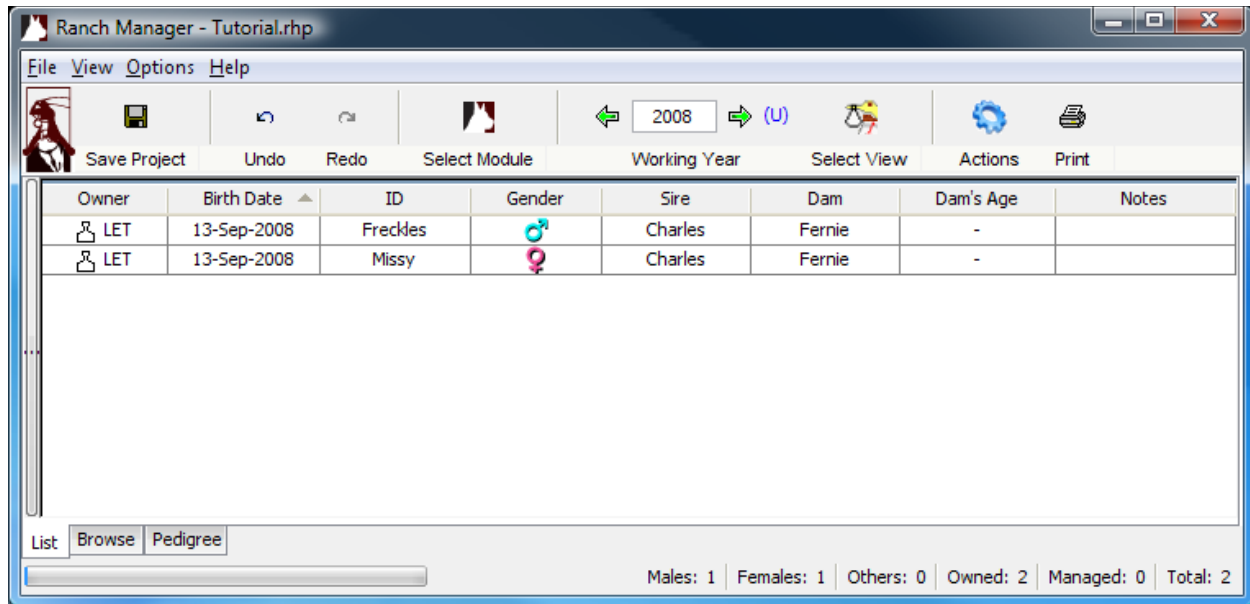 Ranch Manager - Tutorial.rhp
File View Options Help
2008 (U)
Save Project Undo Redo Select Module Working Year Select View Actions Print
Owner Birth Date ID Gender Sire Dam Dam's Age Notes
LET 13-Sep-2008 Freckles Charles Fernie -
LET 13-Sep-2008 Missy Charles Fernie -
List Browse Pedigree
Males: 1 Females: 1 Others: 0 Owned: 2 Managed: 0 Total: 2